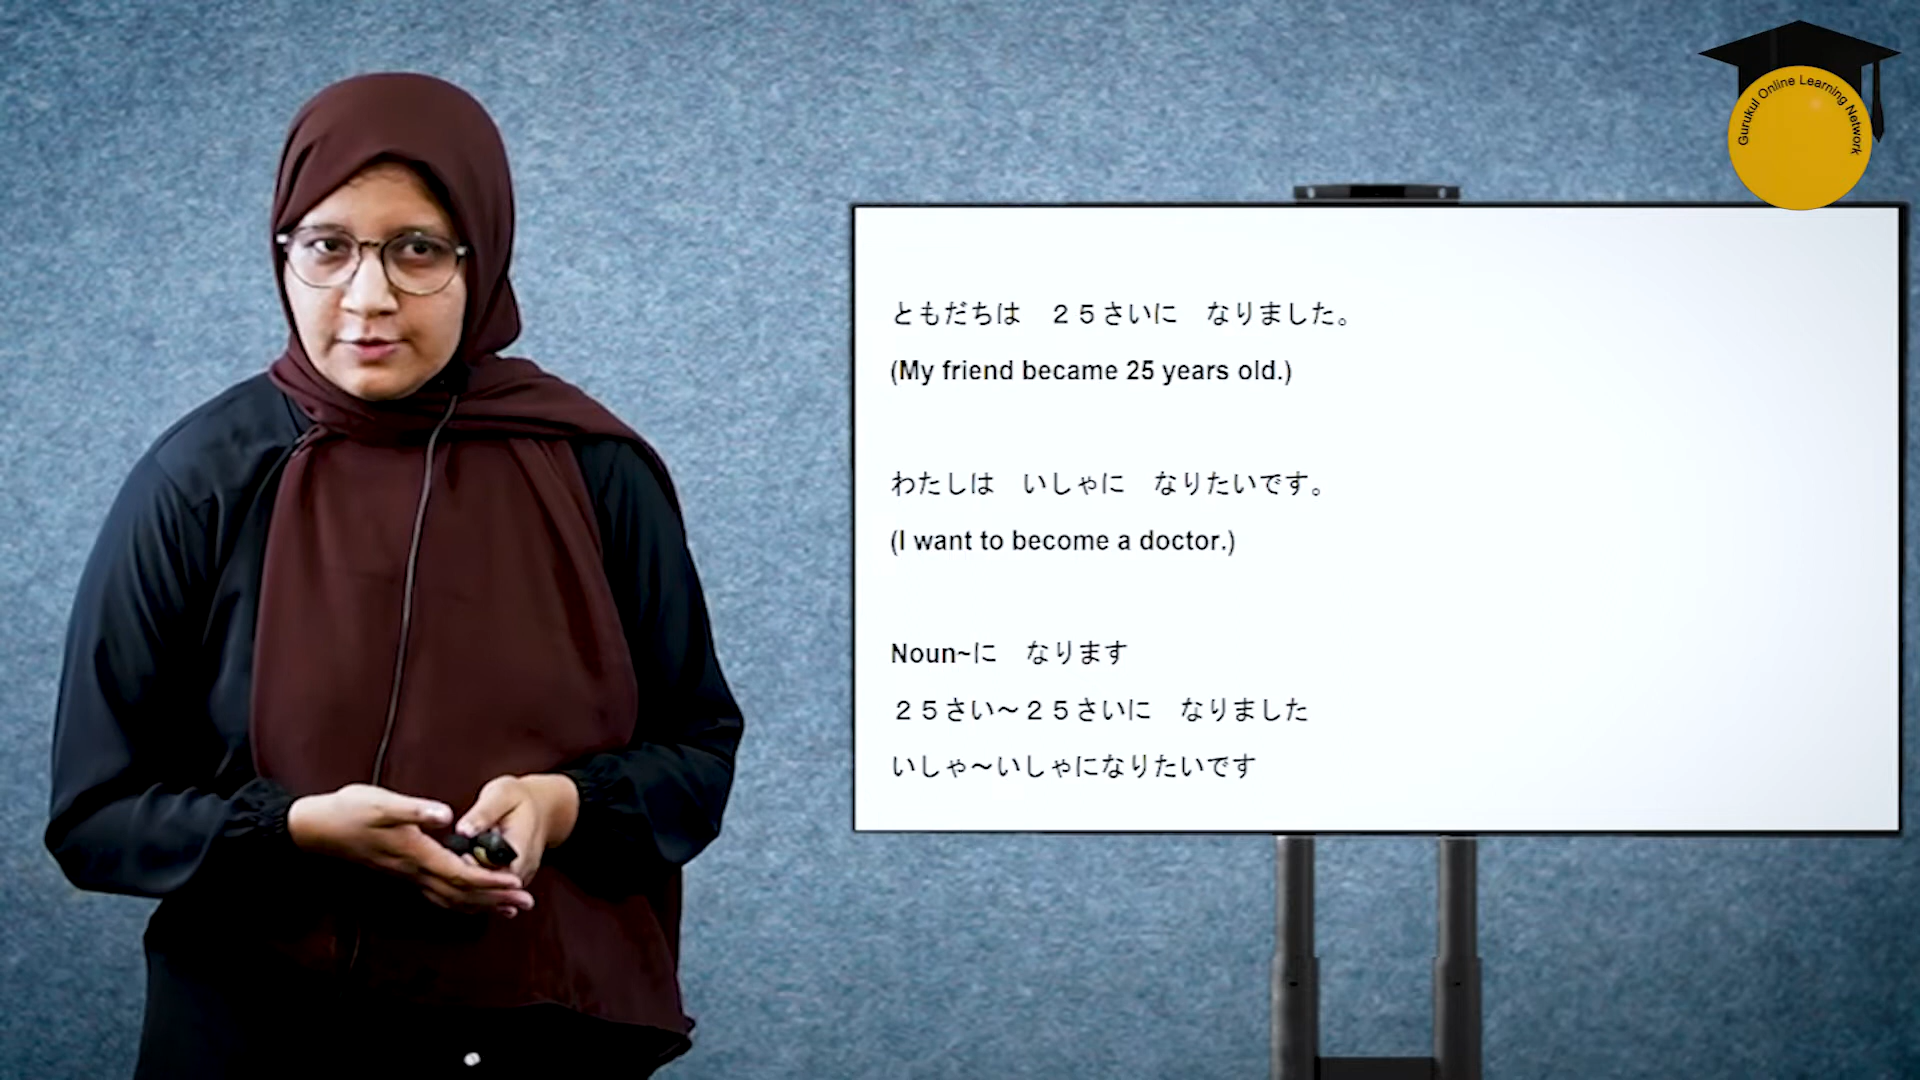 Gurukul Online Learning Network
ともだちは　２５さいに　なりました。
(My friend became 25 years old.)
わたしは　いしゃに　なりたいです。
(I want to become a doctor.)
Noun~に　なります
２５さい～２５さいに　なりました
いしゃ～いしゃになりたいです